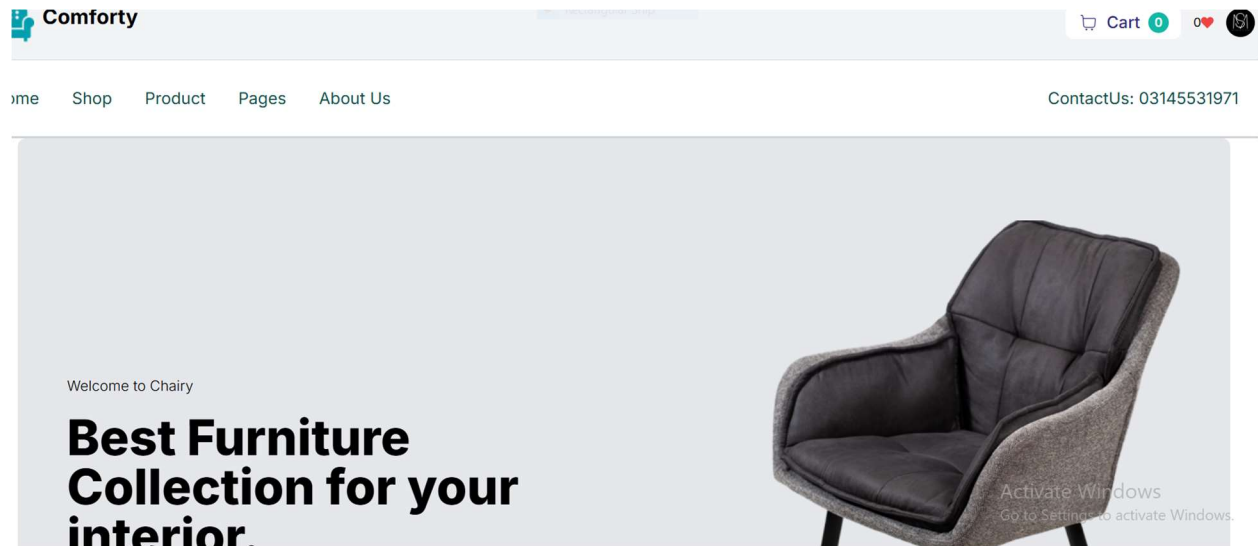 Comforty
Cart 0
0
ome Shop Product Pages About Us
ContactUs: 03145531971
Welcome to Chairy
Best Furniture
Collection for your
interior.
Activate Windows
Go to Settings to activate Windows.